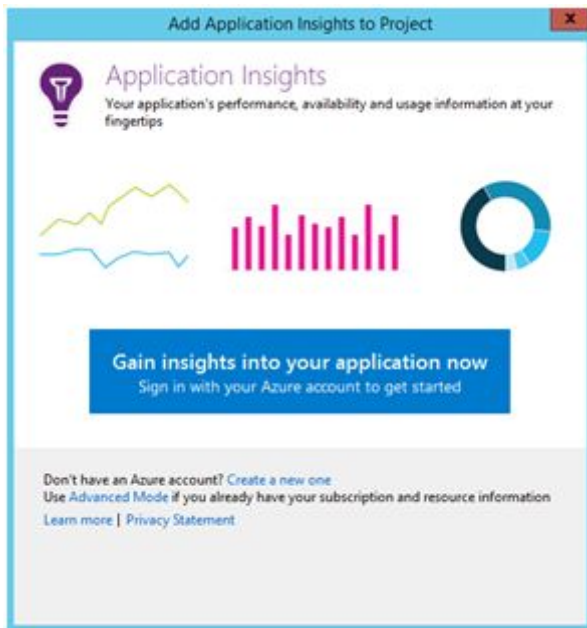 Add Application Insights to Project
x
Application Insights
Your application's performance, availability and usage information at your
fingertips
Gain insights into your application now
Sign in with your Azure account to get started
Don't have an Azure account? Create a new one
Use Advanced Mode if you already have your subscription and resource information
Learn more | Privacy Statement